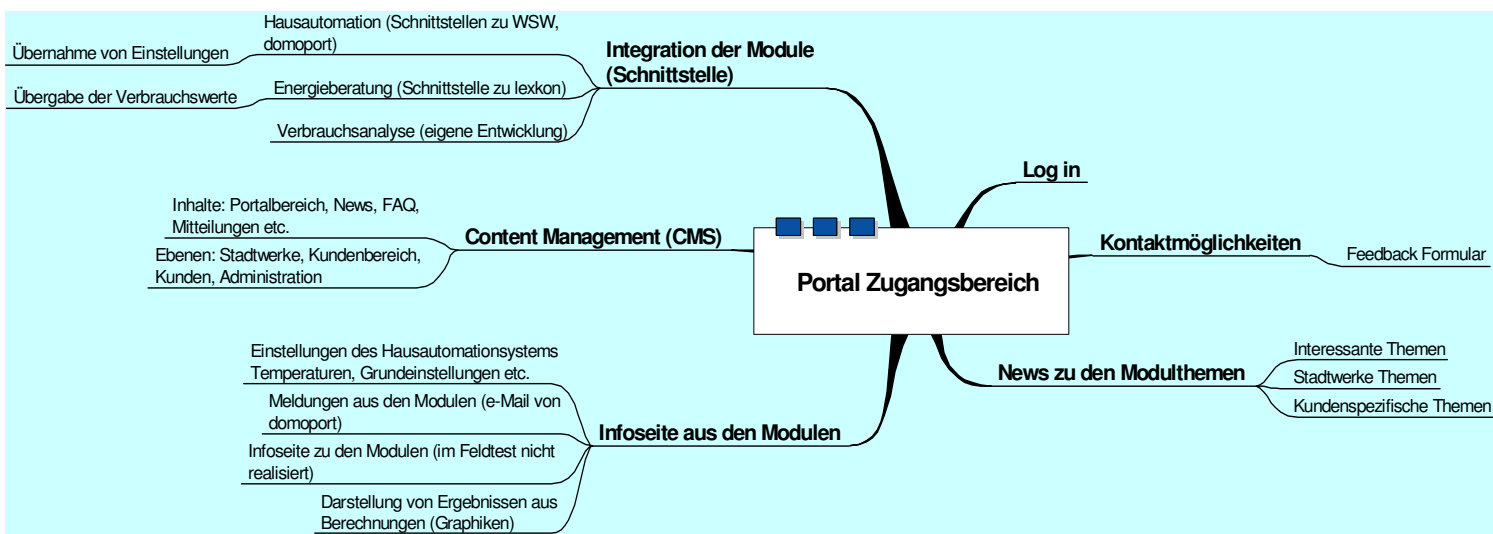 Hausautomation (Schnittstellen zu WSW,
domoport)
Übernahme von Einstellungen
Energieberatung (Schnittstelle zu lexkon)
Übergabe der Verbrauchswerte
Verbrauchsanalyse (eigene Entwicklung)
Integration der Module
(Schnittstelle)
Inhalte: Portalbereich, News, FAQ,
Mitteilungen etc.
Ebenen: Stadtwerke, Kundenbereich,
Kunden, Administration
Content Management (CMS)
Einstellungen des Hausautomationsystems
Temperaturen, Grundeinstellungen etc.
Meldungen aus den Modulen (e-Mail von
domoport)
Infoseite zu den Modulen (im Feldtest nicht
realisiert)
Darstellung von Ergebnissen aus
Berechnungen (Graphiken)
Infoseite aus den Modulen
Portal Zugangsbereich
Log in
Kontaktmöglichkeiten
Feedback Formular
News zu den Modulthemen
Interessante Themen
Stadtwerke Themen
Kundenspezifische Themen